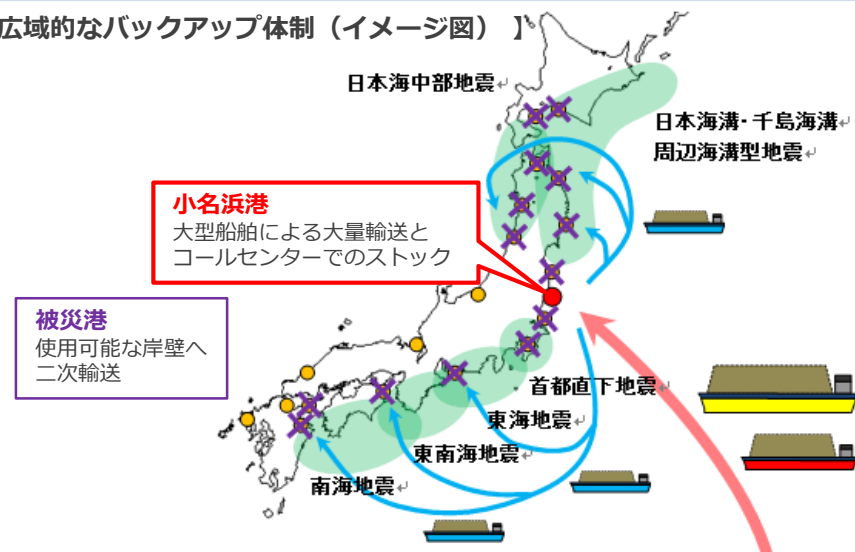 広域的なバックアップ体制（イメージ図） 】
日本海中部地震↵
日本海溝・千島海溝↵
周辺海溝型地震↵
小名浜港
大型船舶による大量輸送と
コールセンターでのストック
被災港
使用可能な岸壁へ
二次輸送
首都直下地震↵
東海地震↵
東南海地震↵
南海地震↵